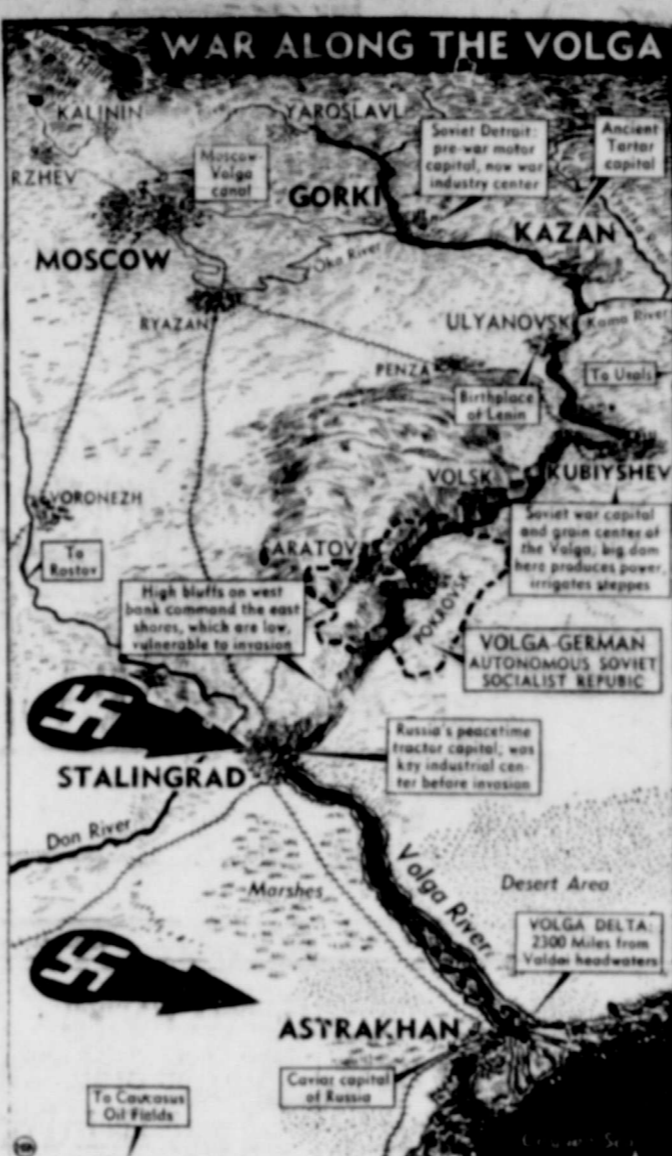 WAR ALONG THE VOLGA
KALININ
YAROSLAVL
RZHEV
Moscow-
Volga
canal
Soviet Detroit:
pre-war motor
capital, now war
industry center
Ancient
Tartar
capital
GORKI
KAZAN
MOSCOW
Oka River
RYAZAN
ULYANOVSK
Kama River
PENZA
To Urals
Birthplace
of Lenin
VOLSK
KUBIYSHEV
VORONEZH
Soviet war capital
and grain center of
the Volga; big dam
here produces power,
irrigates steppes
To
Rostov
SARATOV
High bluffs on west
bank command the east
shores, which are low,
vulnerable to invasion
POKROVSK
VOLGA-GERMAN
AUTONOMOUS SOVIET
SOCIALIST REPUBIC
Russia's peacetime
tractor capital; was
key industrial cen-
ter before invasion
STALINGRAD
Don River
Volga River
Marshes
Desert Area
VOLGA DELTA:
2300 Miles from
Valdai headwaters
ASTRAKHAN
Caviar capital
of Russia
To Caucasus
Oil Fields